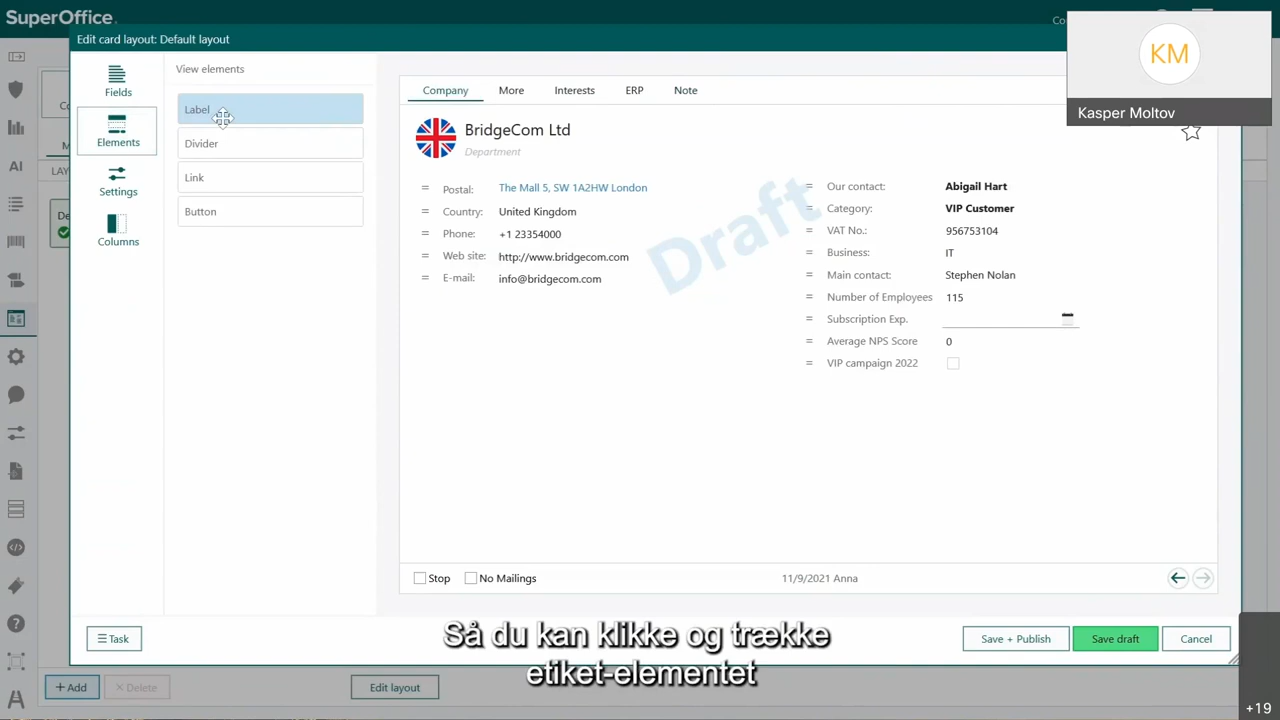 SuperOffice.
Edit card layout: Default layout
KM
Kasper Moltov
Fields
Elements
Settings
Columns
View elements
Label
Divider
Link
Button
AI
Company
More
Interests
ERP
Note
BridgeCom Ltd
Department
Postal:
The Mall 5, SW 1A2HW London
Country:
United Kingdom
Phone:
+1 23354000
Web site:
http://www.bridgecom.com
E-mail:
info@bridgecom.com
Draft
Our contact:
Abigail Hart
Category:
VIP Customer
VAT No.:
956753104
Business:
IT
Main contact:
Stephen Nolan
Number of Employees
115
Subscription Exp.
Average NPS Score
0
VIP campaign 2022
Stop
No Mailings
11/9/2021 Anna
Så du kan klikke og trække
etiket-elementet
Task
Save + Publish
Save draft
Cancel
+ Add
Delete
Edit layout
+19